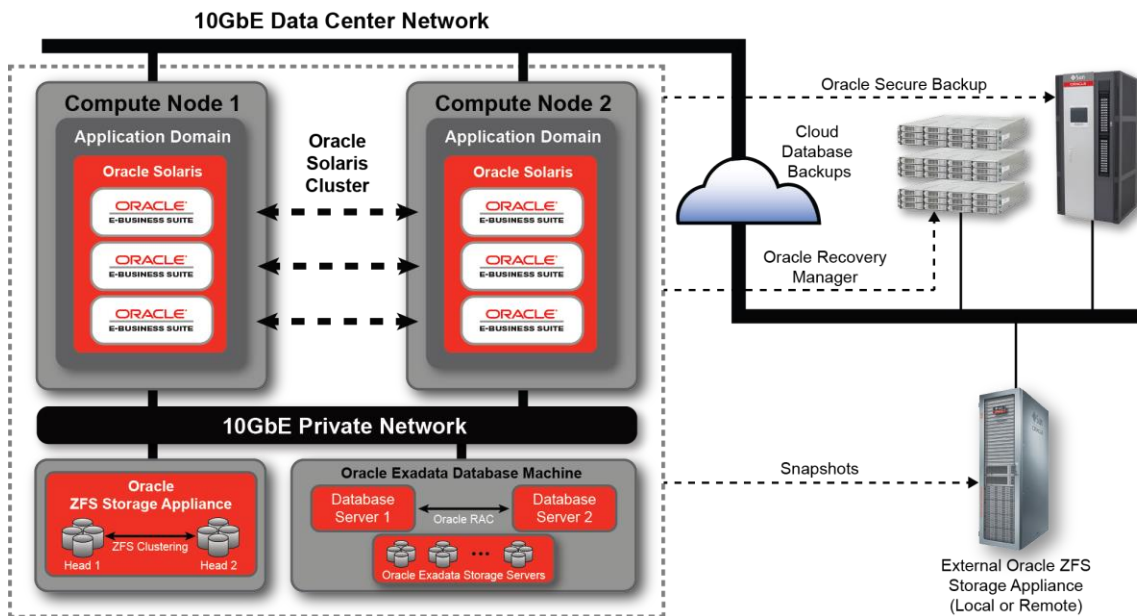 10GbE Data Center Network
Compute Node 1
Application Domain
Oracle Solaris
ORACLE®
E-BUSINESS SUITE
ORACLE®
E-BUSINESS SUITE
ORACLE®
E-BUSINESS SUITE
Oracle
Solaris
Cluster
Compute Node 2
Application Domain
Oracle Solaris
ORACLE®
E-BUSINESS SUITE
ORACLE®
E-BUSINESS SUITE
ORACLE®
E-BUSINESS SUITE
Oracle Secure Backup
Cloud
Database
Backups
Oracle Recovery
Manager
10GbE Private Network
Oracle
ZFS Storage Appliance
ZFS Clustering
Head 1
Head 2
Oracle Exadata Database Machine
Database
Server 1
Oracle RAC
Database
Server 2
Oracle Exadata Storage Servers
Snapshots
External Oracle ZFS
Storage Appliance
(Local or Remote)